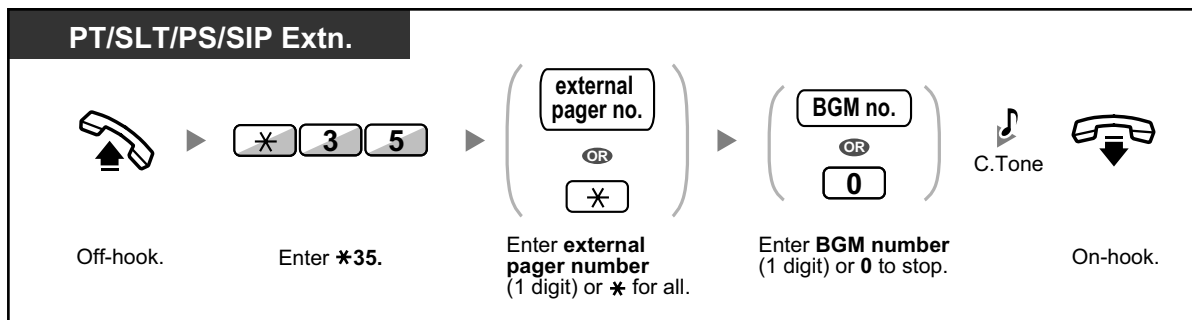 PT/SLT/PS/SIP Extn.
external
pager no.
OR
✳
✳ 3 5
BGM no.
OR
0
C.Tone
Off-hook.
Enter ✳35.
Enter external
pager number
(1 digit) or ✳ for all.
Enter BGM number
(1 digit) or 0 to stop.
On-hook.